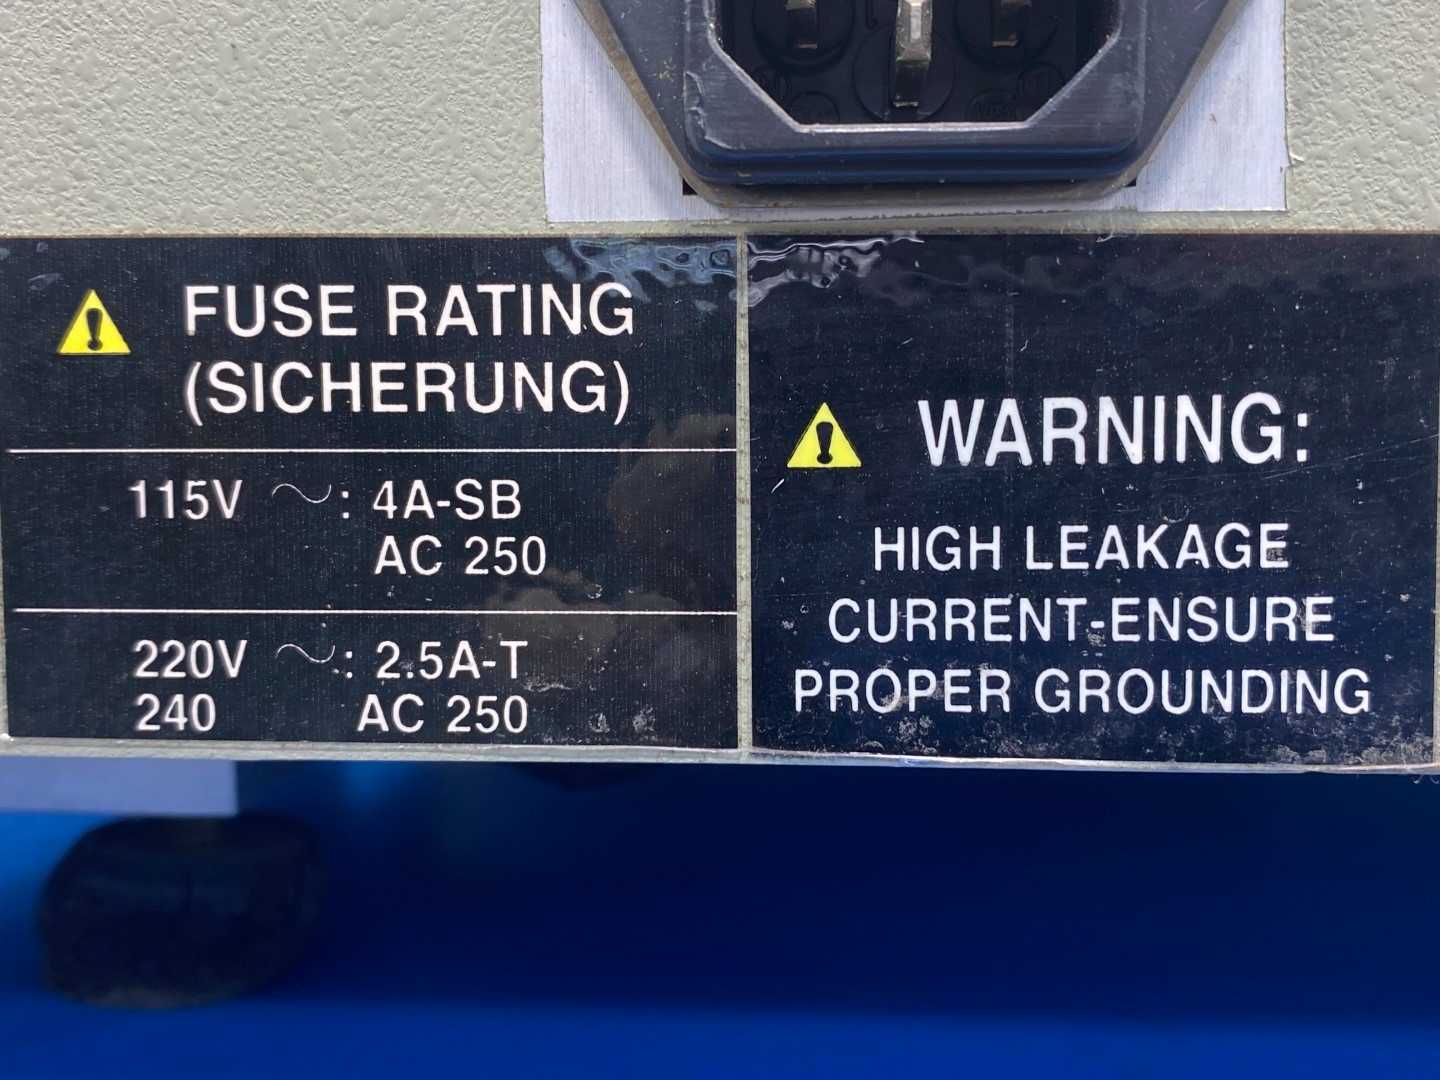 FUSE RATING
(SICHERUNG)
115V ~: 4A-SB
AC 250
220V ~: 2.5A-T
240 AC 250
WARNING:
HIGH LEAKAGE
CURRENT-ENSURE
PROPER GROUNDING